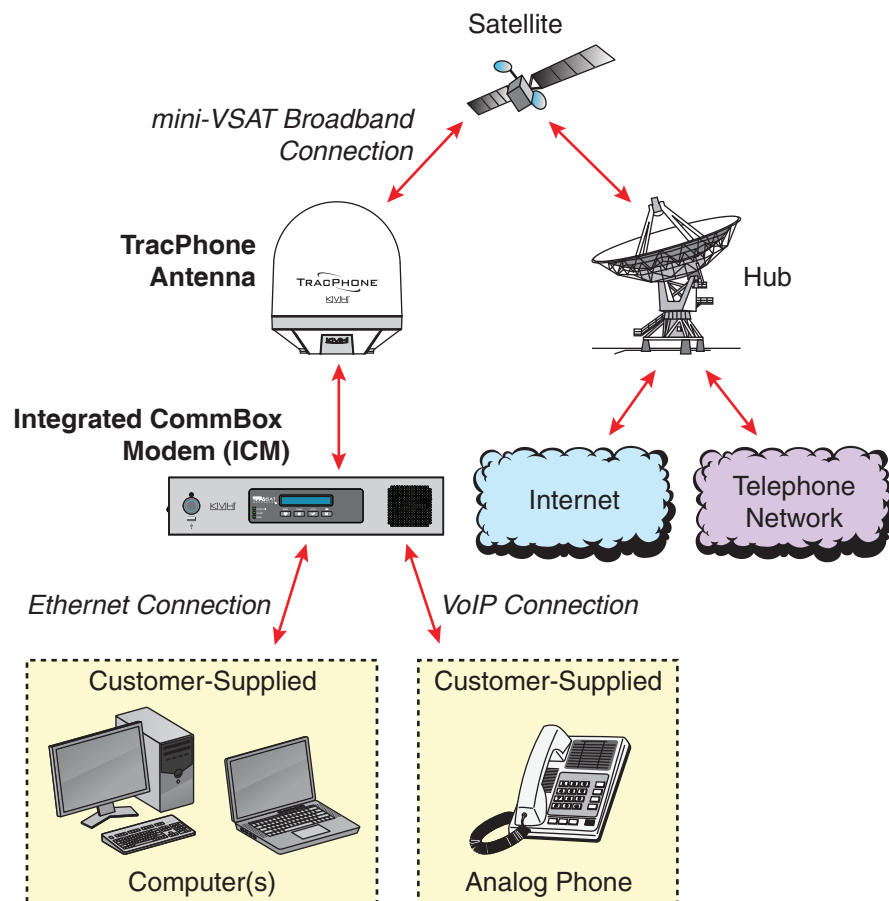 Satellite
mini-VSAT Broadband
Connection
TracPhone
Antenna
TRACPHONE
KVH
KVH
Hub
Integrated CommBox
Modem (ICM)
KVH
Internet
Telephone
Network
Ethernet Connection
VoIP Connection
Customer-Supplied
Computer(s)
Customer-Supplied
Analog Phone